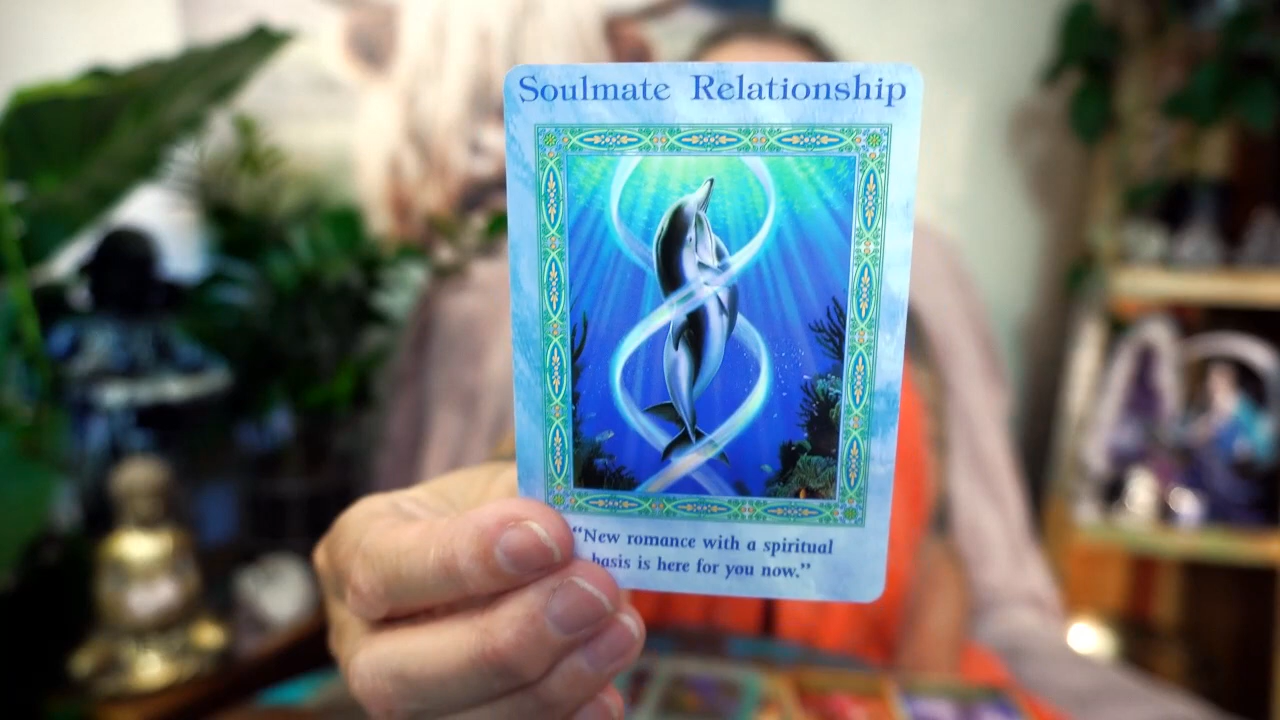 Soulmate Relationship
“New romance with a spiritual
basis is here for you now.”